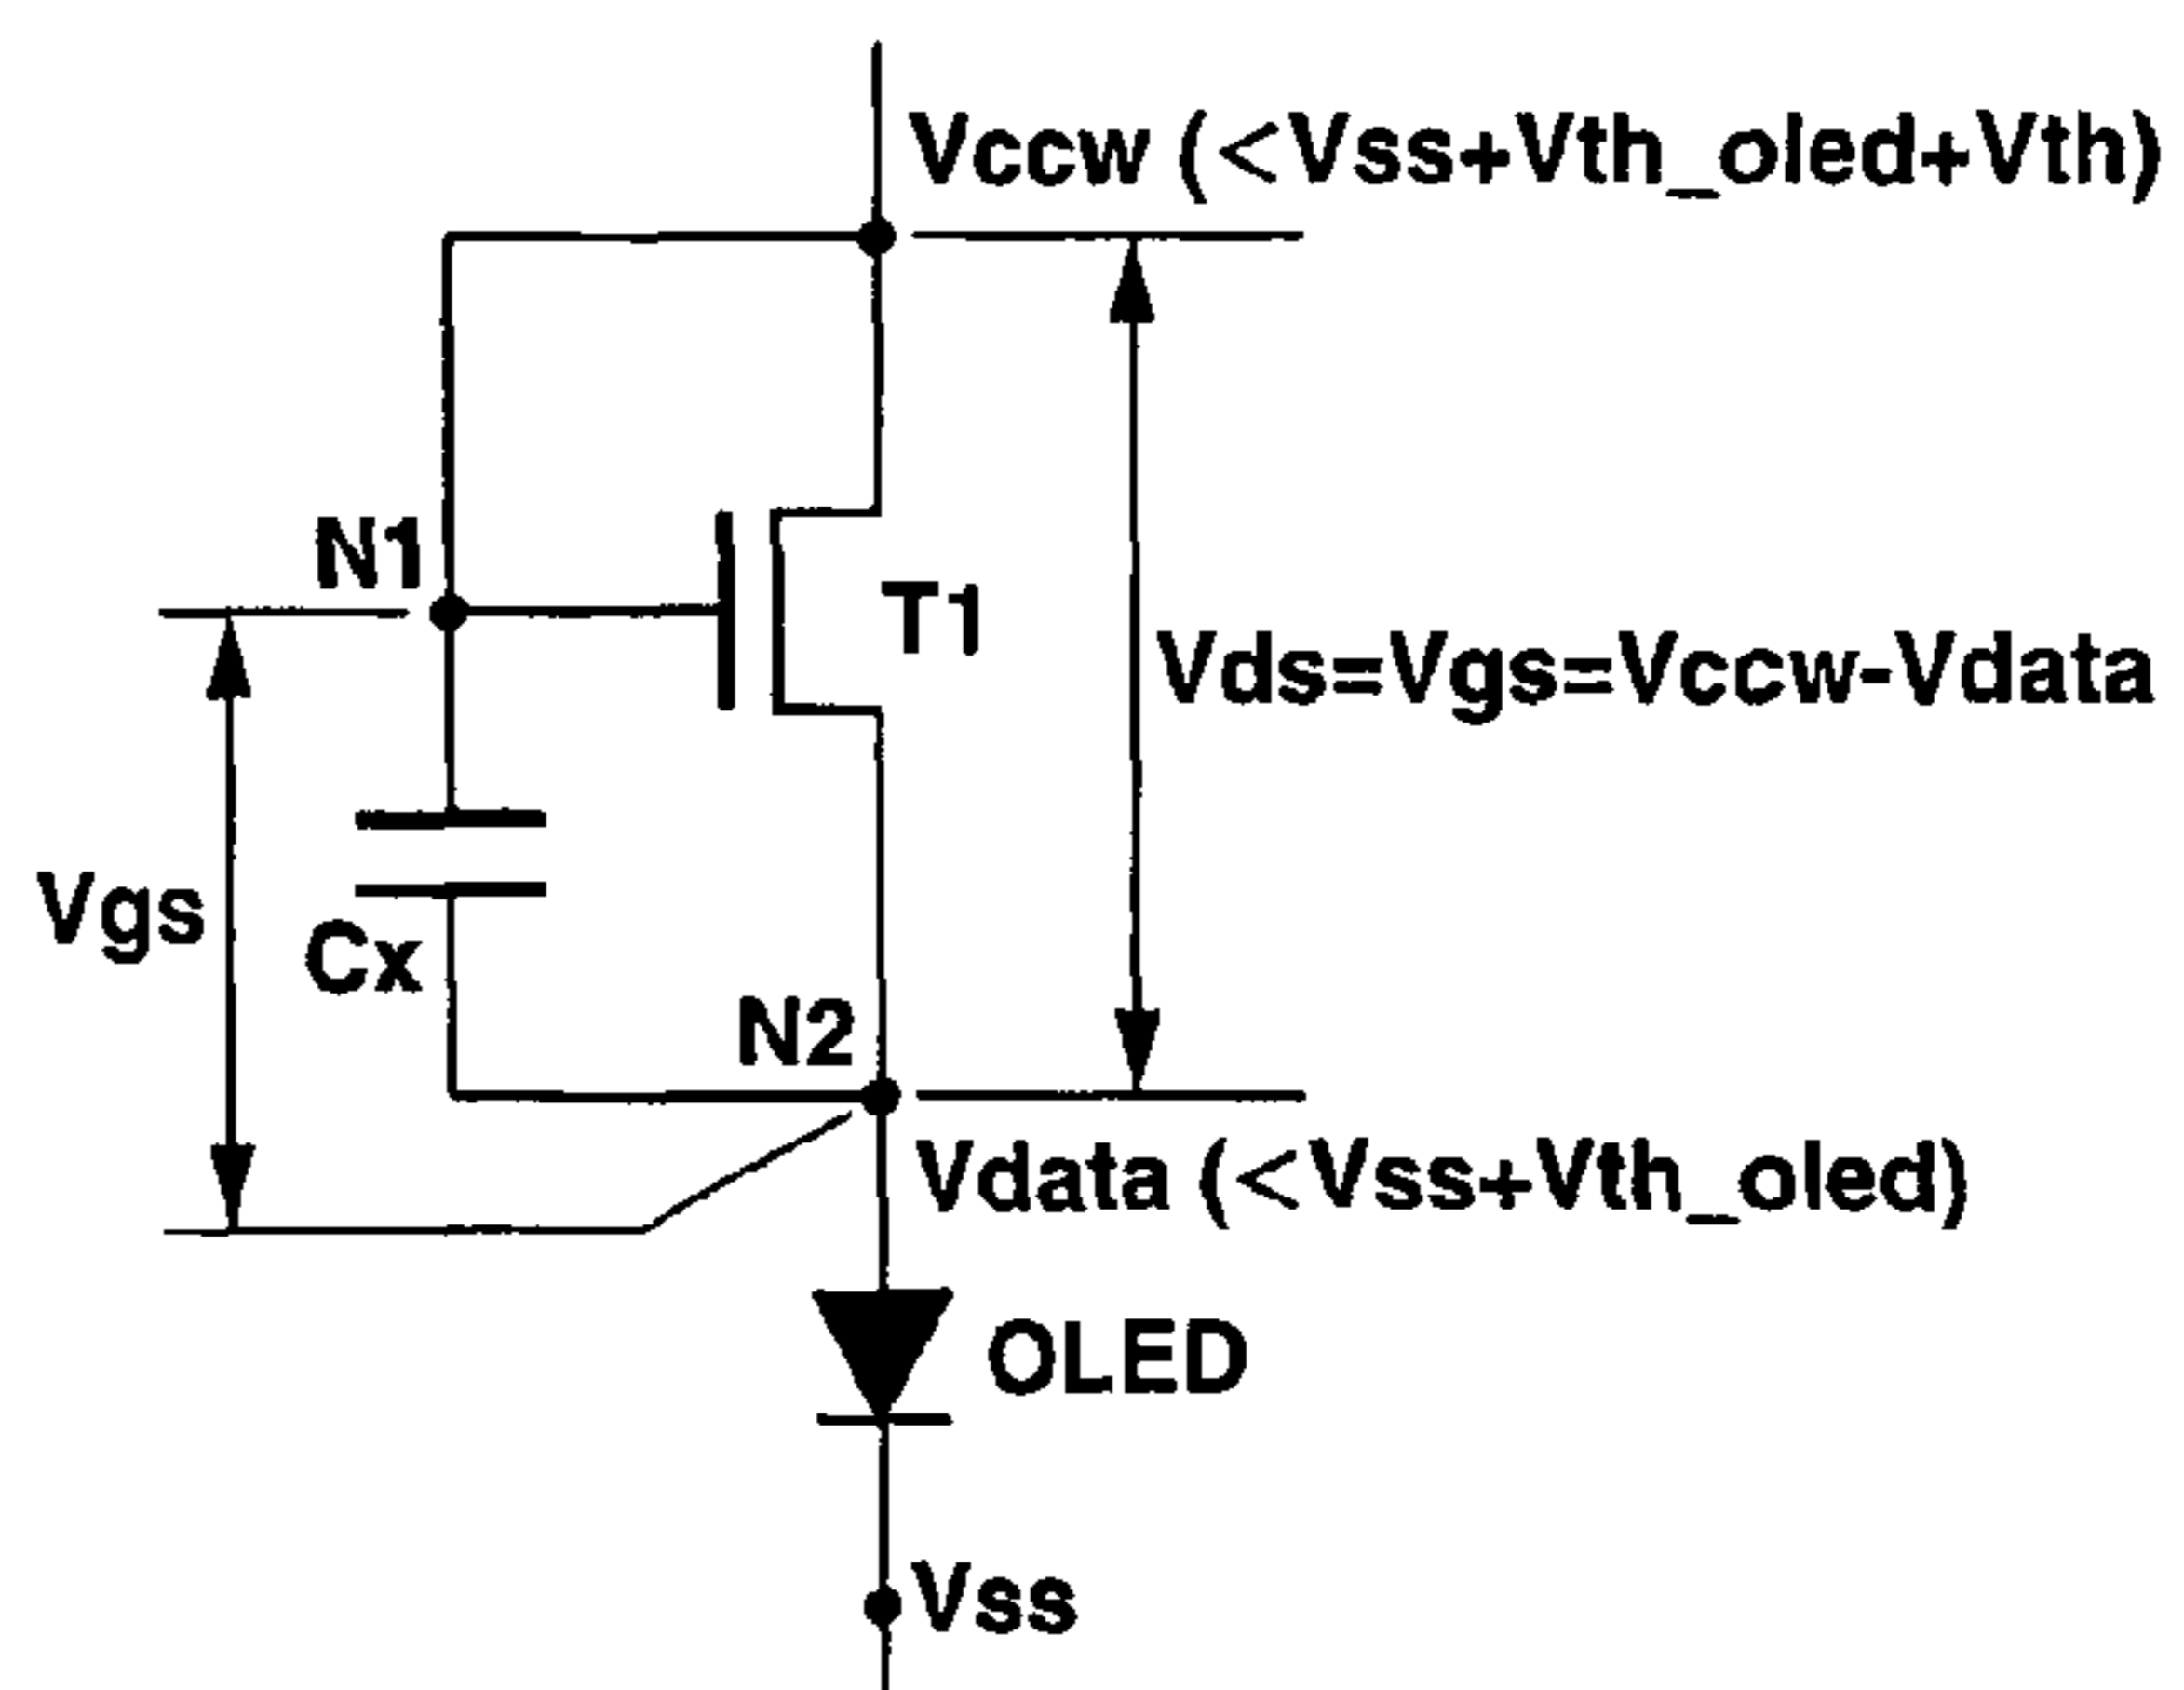 Vccw (<Vss+Vth_oled+Vth)
N1
T1
Vds=Vgs=Vccw-Vdata
Vgs
Cx
N2
Vdata (<Vss+Vth_oled)
OLED
Vss